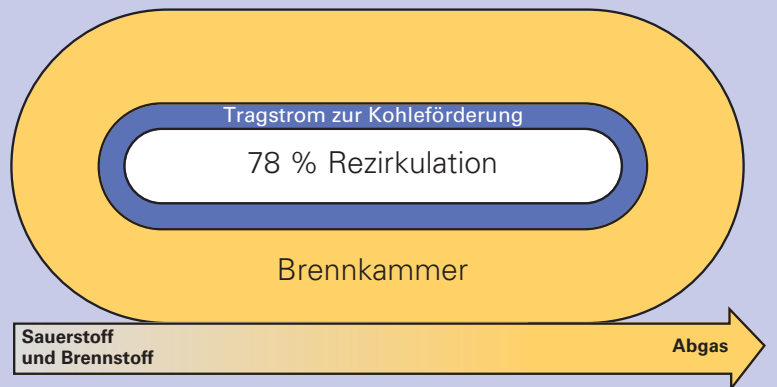 Tragstrom zur Kohleförderung
78 % Rezirkulation
Brennkammer
Sauerstoff
und Brennstoff
Abgas